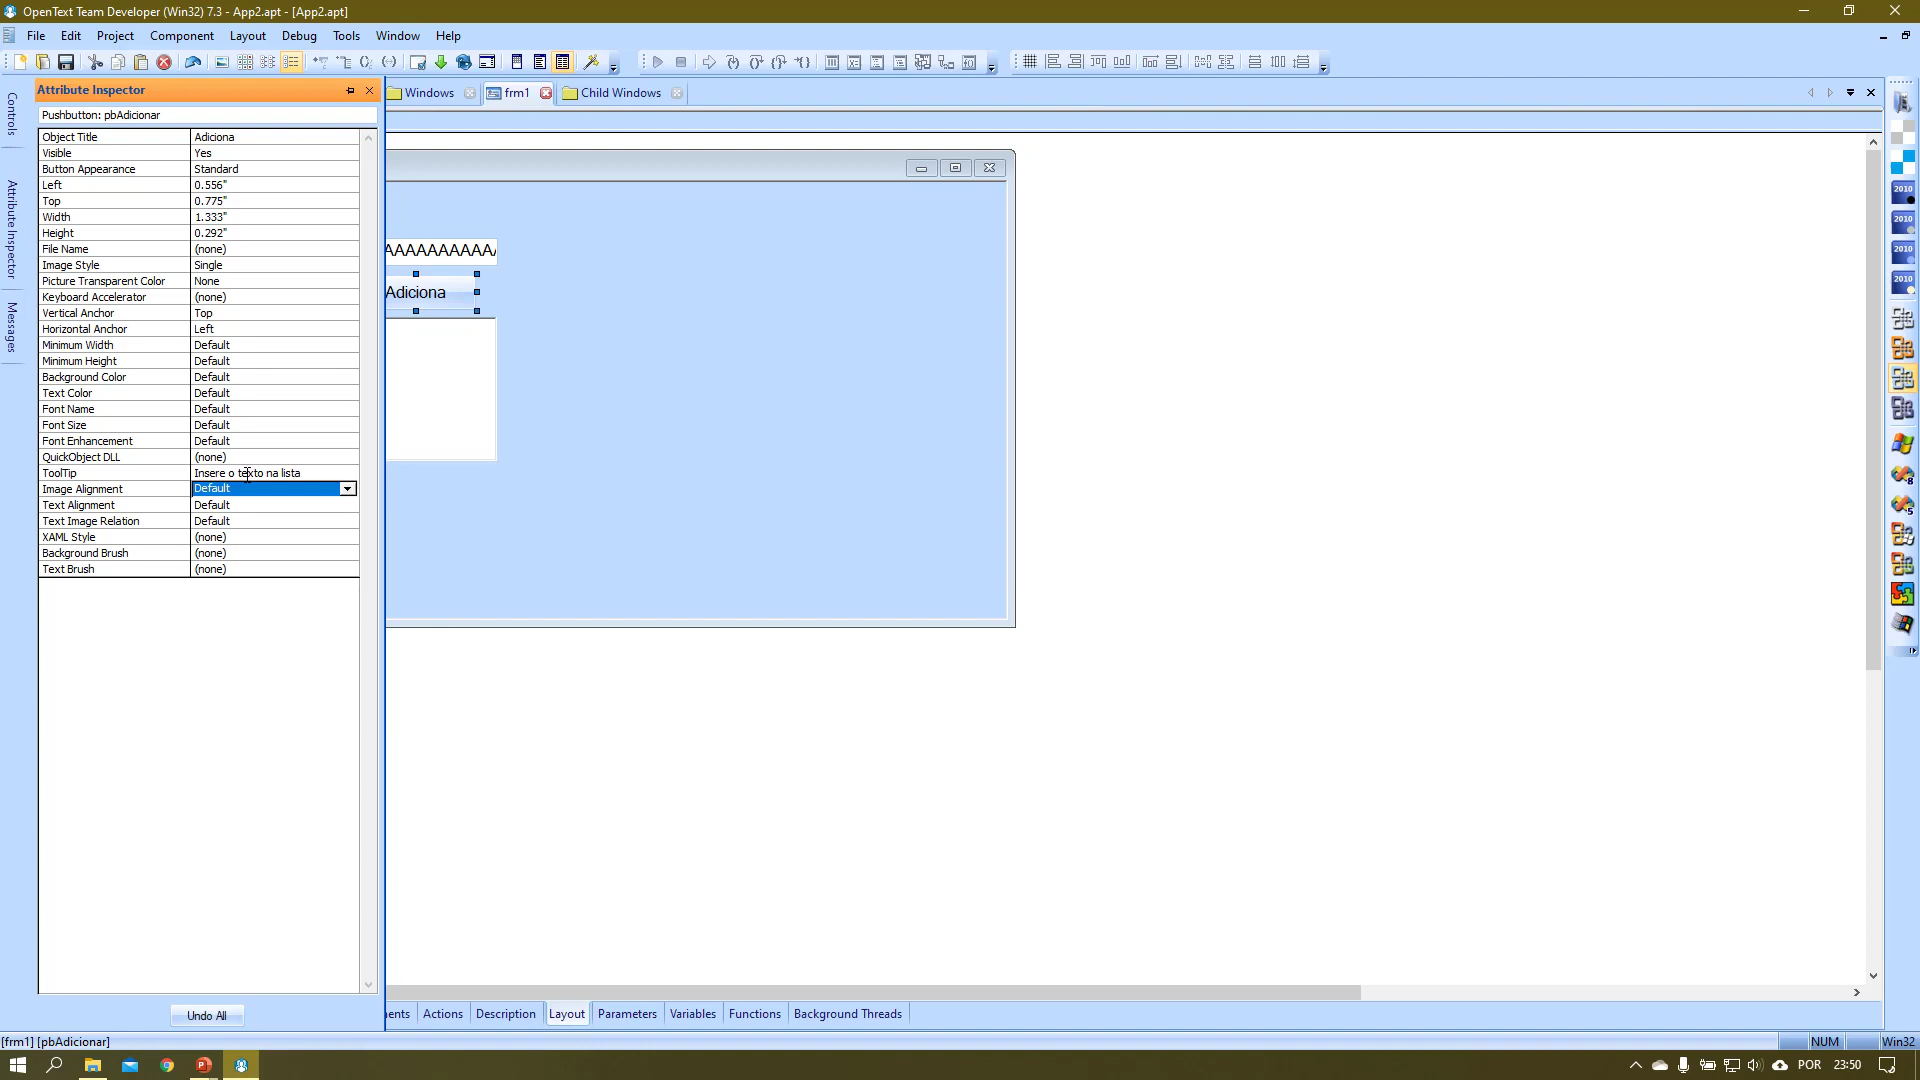 OpenText Team Developer (Win32) 7.3 - App2.apt - [App2.apt]
File Edit Project Component Layout Debug Tools Window Help
Attribute Inspector
Windows frm1 Child Windows
Pushbutton: pbAdicionar
Object Title Adiciona
Visible Yes
Button Appearance Standard
Left 0.556"
Top 0.775"
Width 1.333"
Height 0.292"
File Name (none)
Image Style Single
Picture Transparent Color None
Keyboard Accelerator (none)
Vertical Anchor Top
Horizontal Anchor Left
Minimum Width Default
Minimum Height Default
Background Color Default
Text Color Default
Font Name Default
Font Size Default
Font Enhancement Default
QuickObject DLL (none)
ToolTip Insere o texto na lista
Image Alignment Default
Text Alignment Default
Text Image Relation Default
XAML Style (none)
Background Brush (none)
Text Brush (none)
Undo All
Controls
Attribute Inspector
Messages
Adiciona
2010
2010
2010
2010
Actions Description Layout Parameters Variables Functions Background Threads
[frm1] [pbAdicionar]
NUM Win32
POR 23:50